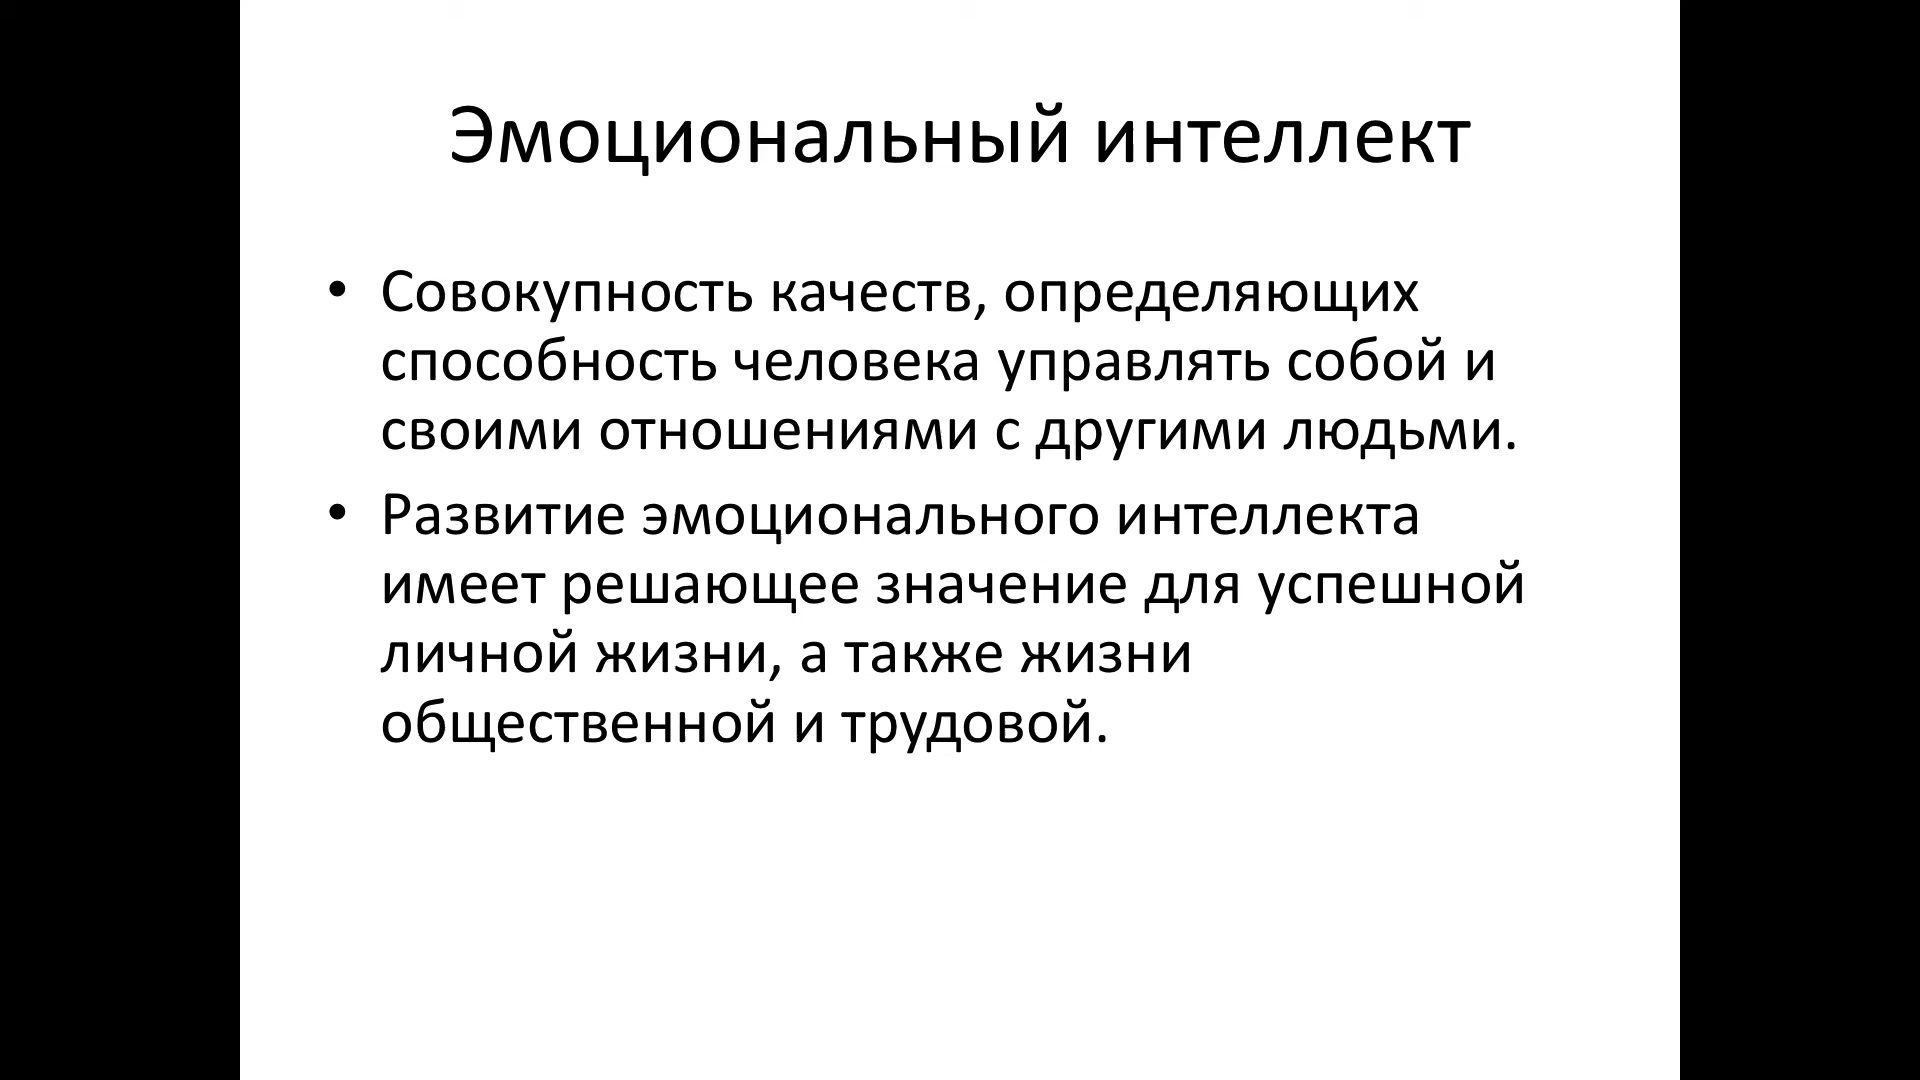 Эмоциональный интеллект
• Совокупность качеств, определяющих
способность человека управлять собой и
своими отношениями с другими людьми.
• Развитие эмоционального интеллекта
имеет решающее значение для успешной
личной жизни, а также жизни
общественной и трудовой.